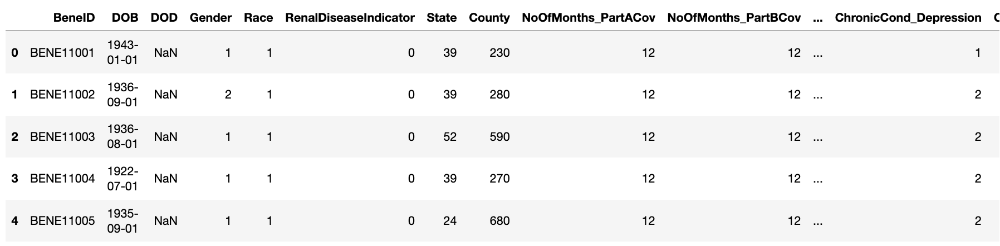 BeneID DOB DOD Gender Race RenalDiseaseIndicator State County NoOfMonths_PartACov NoOfMonths_PartBCov ... ChronicCond_Depression
0 BENE11001 1943-01-01 NaN 1 1 0 39 230 12 12 ... 1
1 BENE11002 1936-09-01 NaN 2 1 0 39 280 12 12 ... 2
2 BENE11003 1936-08-01 NaN 1 1 0 52 590 12 12 ... 2
3 BENE11004 1922-07-01 NaN 1 1 0 39 270 12 12 ... 2
4 BENE11005 1935-09-01 NaN 1 1 0 24 680 12 12 ... 2